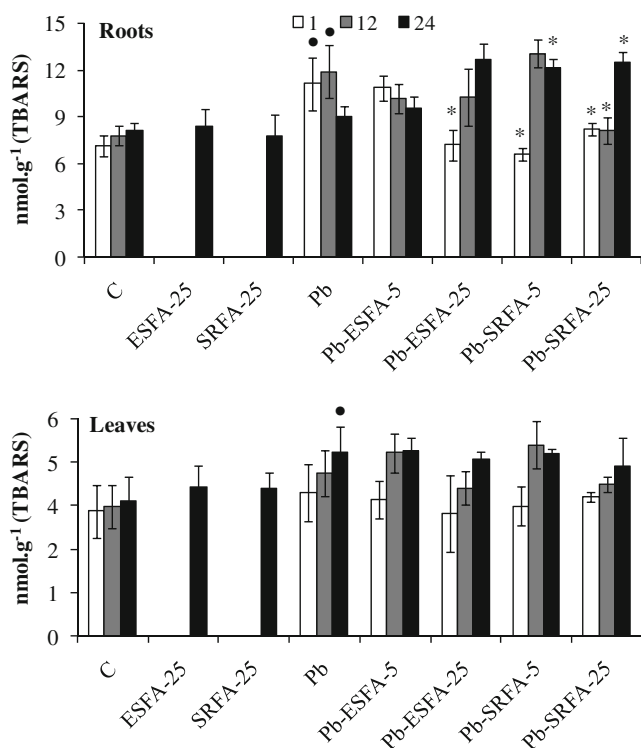 Roots
1 12 24
nmol.g⁻¹ (TBARS)
15
12
9
6
3
0
● ●
* * * * * *
C
ESFA-25
SRFA-25
Pb
Pb-ESFA-5
Pb-ESFA-25
Pb-SRFA-5
Pb-SRFA-25
Leaves
nmol.g⁻¹ (TBARS)
6
5
4
2
1
0
●
C
ESFA-25
SRFA-25
Pb
Pb-ESFA-5
Pb-ESFA-25
Pb-SRFA-5
Pb-SRFA-25